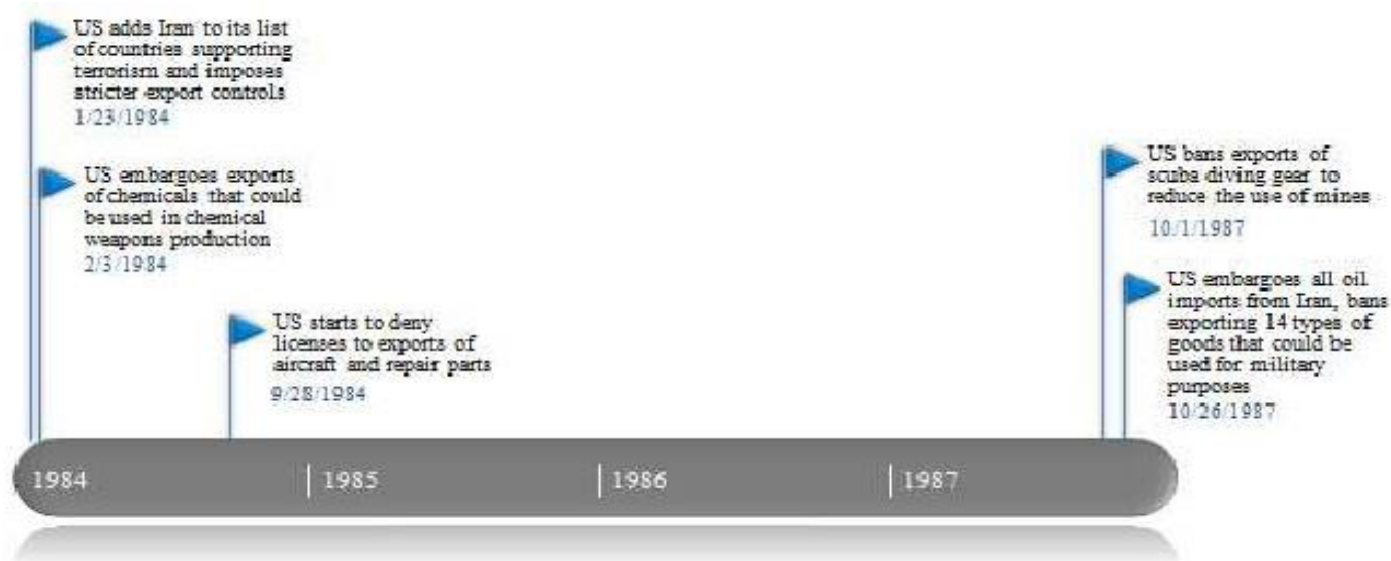 US adds Iran to its list
of countries supporting
terrorism and imposes
stricter export controls
1/23/1984
US embargoes exports
of chemicals that could
be used in chemical
weapons production
2/3/1984
US starts to deny
licenses to exports of
aircraft and repair parts
9/28/1984
US bans exports of
scuba diving gear to
reduce the use of mines
10/1/1987
US embargoes all oil
imports from Iran, bans
exporting 14 types of
goods that could be
used for military
purposes
10/26/1987
1984
1985
1986
1987